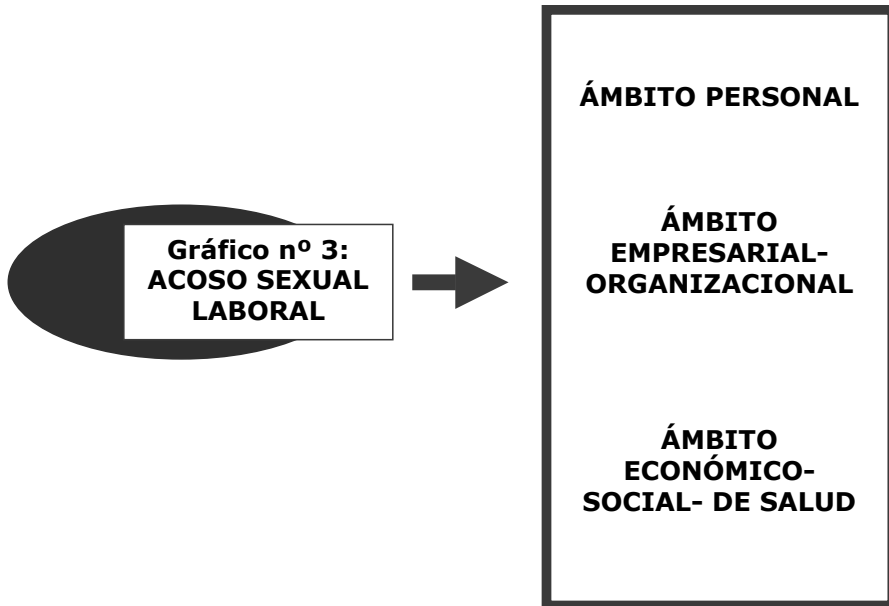 Gráfico nº 3:
ACOSO SEXUAL
LABORAL
ÁMBITO PERSONAL
ÁMBITO
EMPRESARIAL-
ORGANIZACIONAL
ÁMBITO
ECONÓMICO-
SOCIAL- DE SALUD